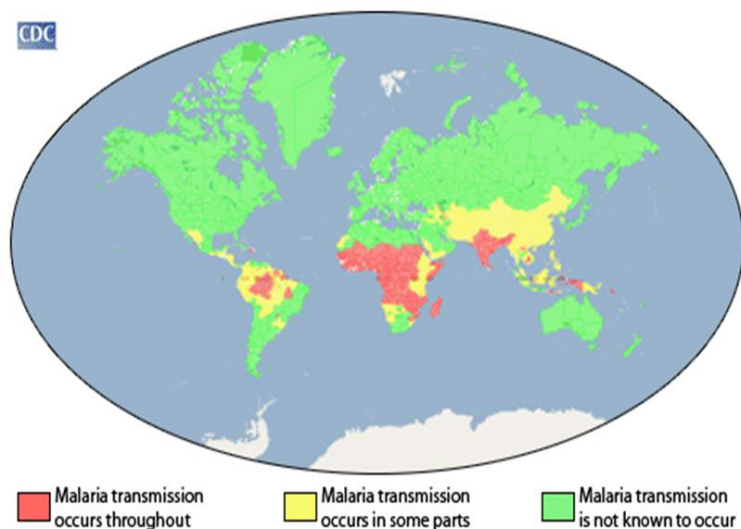 CDC
Malaria transmission
occurs throughout
Malaria transmission
occurs in some parts
Malaria transmission
is not known to occur